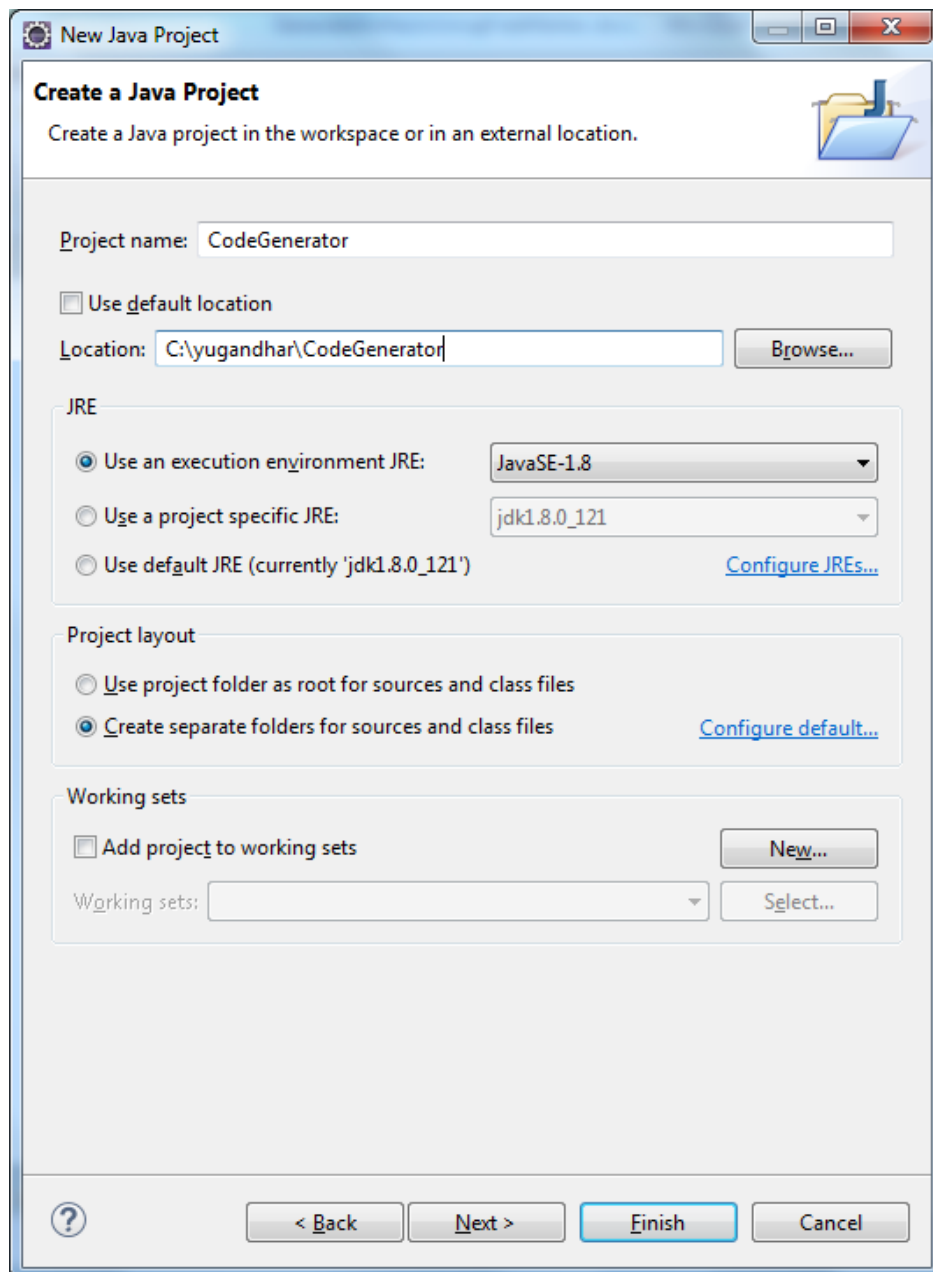 New Java Project
Create a Java Project
Create a Java project in the workspace or in an external location.
Project name: CodeGenerator
Use default location
Location: C:\yugandhar\CodeGenerator Browse...
JRE
Use an execution environment JRE: JavaSE-1.8
Use a project specific JRE: jdk1.8.0_121
Use default JRE (currently 'jdk1.8.0_121') Configure JREs...
Project layout
Use project folder as root for sources and class files
Create separate folders for sources and class files Configure default...
Working sets
Add project to working sets New...
Working sets: Select...
? < Back Next > Finish Cancel